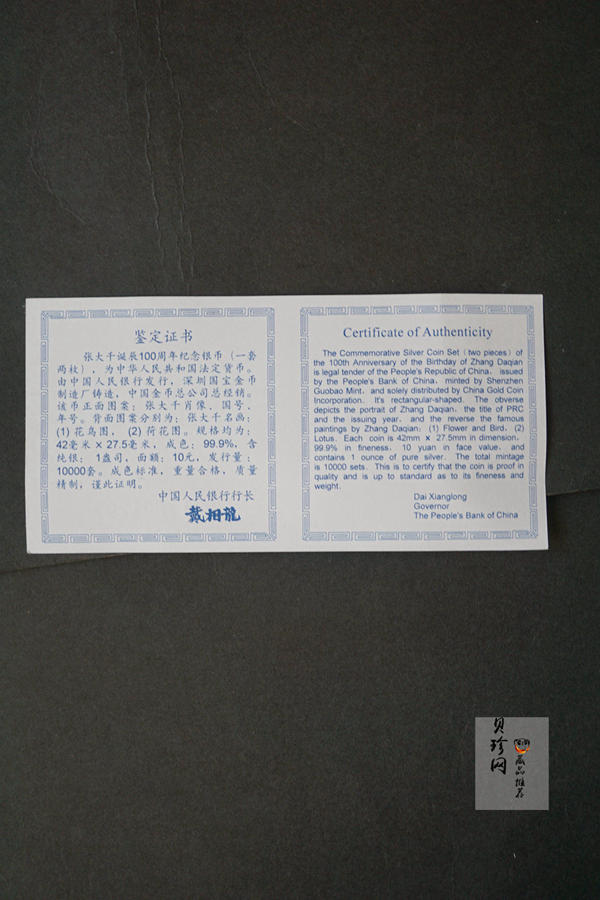 鉴定证书
张大千诞辰100周年纪念银币（一套
两枚），为中华人民共和国法定货币。
由中国人民银行发行，深圳国宝金币
制造厂铸造，中国金币总公司总经销。
该币正面图案：张大千肖像、国号、
年号。背面图案分别为：张大千名画：
(1)花鸟图，(2)荷花图。规格均为：
42毫米×27.5毫米，成色：99.9%，含
纯银：1盎司，面额：10元，发行量：
10000套。成色标准，重量合格，质量
精制，谨此证明。
中国人民银行行长
戴相龍
Certificate of Authenticity
The Commemorative Silver Coin Set (two pieces) of
the 100th Anniversary of the Birthday of Zhang Daqian
is legal tender of the People's Republic of China, issued
by the People's Bank of China, minted by Shenzhen
Guobao Mint, and solely distributed by China Gold Coin
Incorporation. It's rectangular-shaped. The obverse
depicts the portrait of Zhang Daqian, the title of PRC
and the issuing year, and the reverse the famous
paintings by Zhang Daqian: (1) Flower and Bird, (2)
Lotus. Each coin is 42mm × 27.5mm in dimension,
99.9% in fineness, 10 yuan in face value, and
contains 1 ounce of pure silver. The total mintage
is 10000 sets. This is to certify that the coin is proof in
quality and is up to standard as to its fineness and
weight.
Dai Xianglong
Governor
The People's Bank of China
贝珍网
藏品推荐